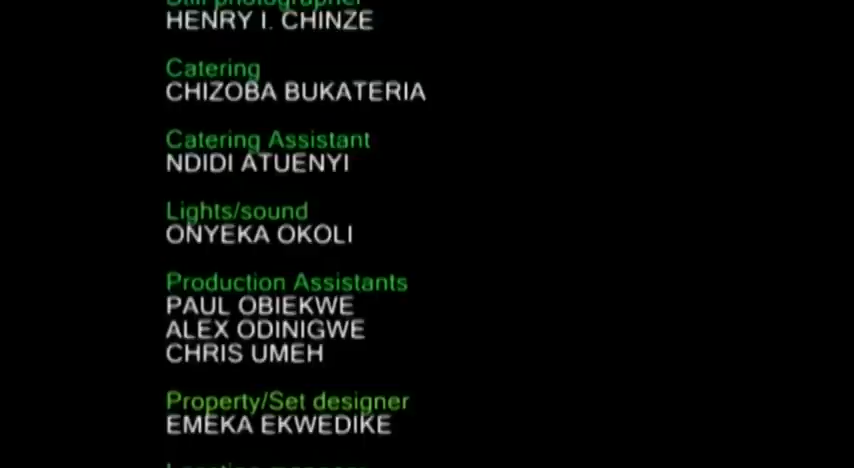 Still photographer
HENRY I. CHINZE
Catering
CHIZOBA BUKATERIA
Catering Assistant
NDIDI ATUENYI
Lights/sound
ONYEKA OKOLI
Production Assistants
PAUL OBIEKWE
ALEX ODINIGWE
CHRIS UMEH
Property/Set designer
EMEKA EKWEDIKE